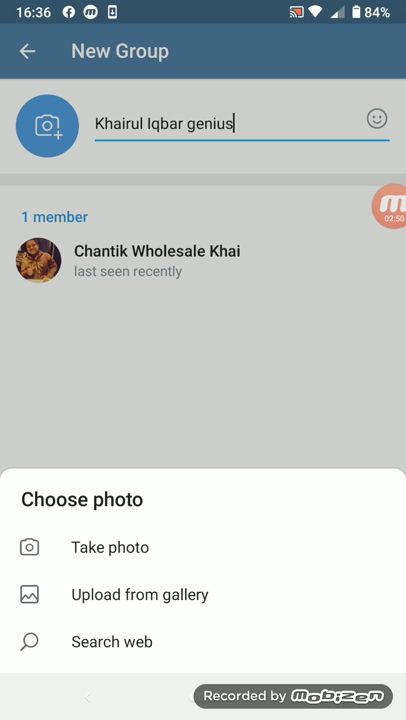 16:36 84%
New Group
Khairul Iqbar genius
1 member
Chantik Wholesale Khai
last seen recently
02:50
Choose photo
Take photo
Upload from gallery
Search web
Recorded by mobizen